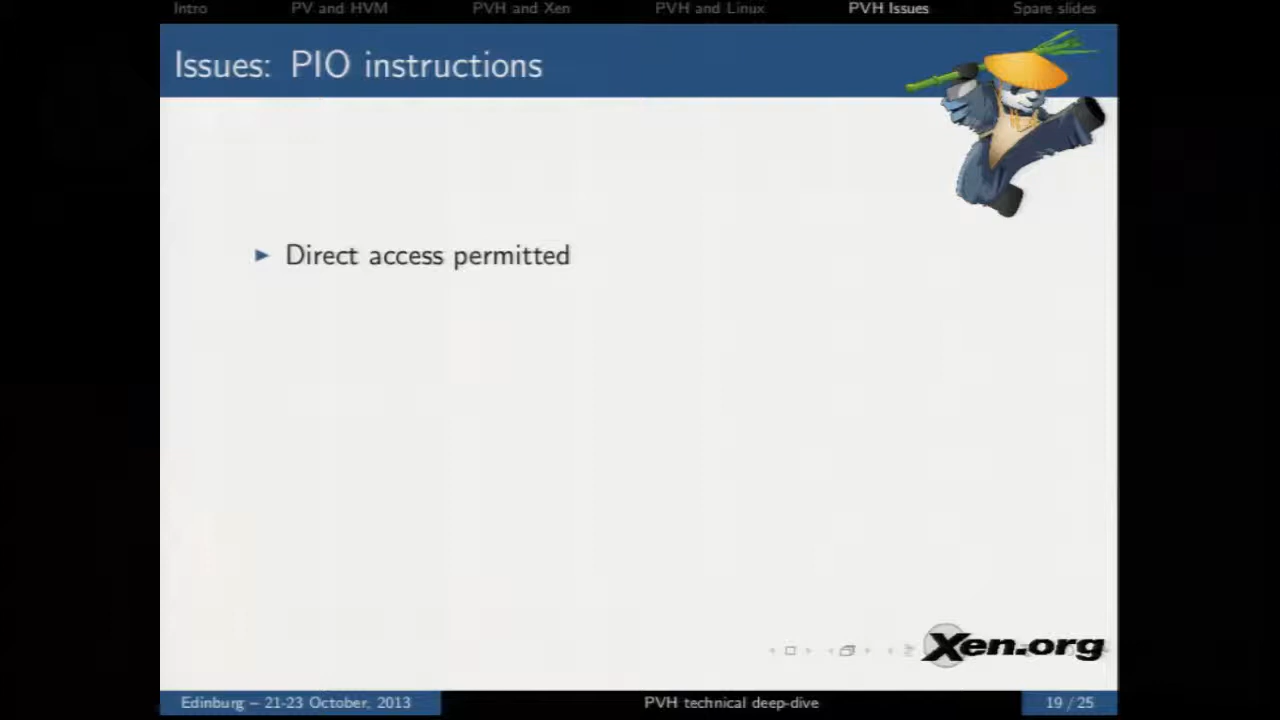 Intro PV and HVM PVH and Xen PVH and Linux PVH Issues Spare slides
Issues: PIO instructions
Direct access permitted
Xen.org
Edinburg – 21-23 October, 2013 PVH technical deep-dive 19 / 25